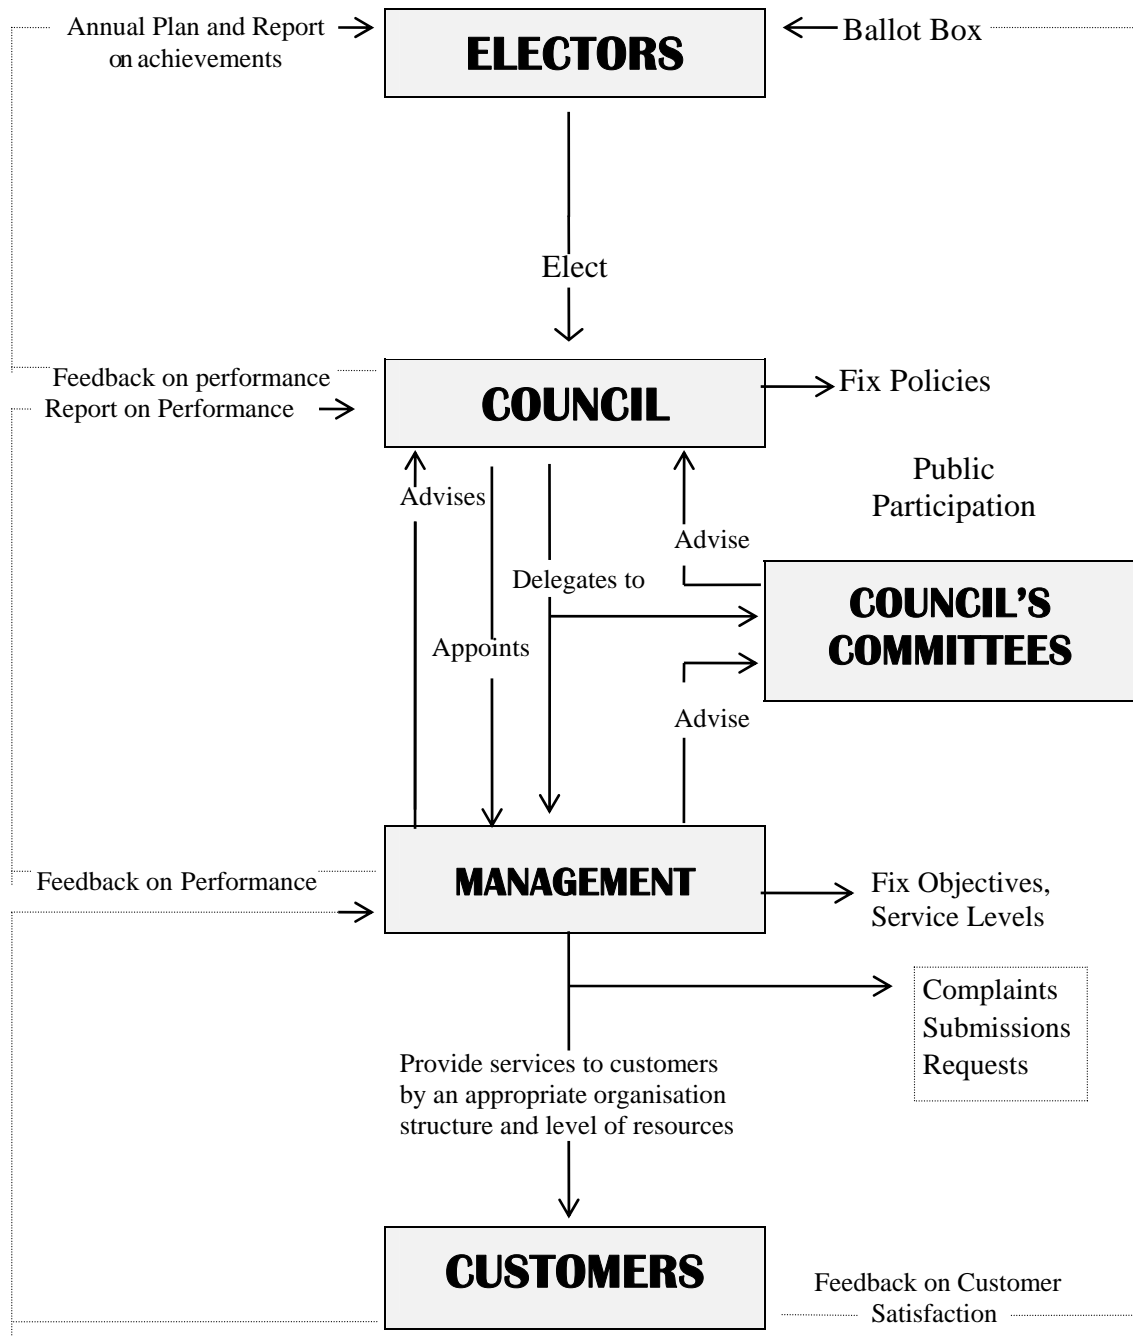 Annual Plan and Report
on achievements
ELECTORS
Ballot Box
Elect
Feedback on performance
Report on Performance
COUNCIL
Fix Policies
Public
Participation
Advises
Advise
Delegates to
COUNCIL'S
COMMITTEES
Appoints
Advise
Feedback on Performance
MANAGEMENT
Fix Objectives,
Service Levels
Complaints
Submissions
Requests
Provide services to customers
by an appropriate organisation
structure and level of resources
CUSTOMERS
Feedback on Customer
Satisfaction